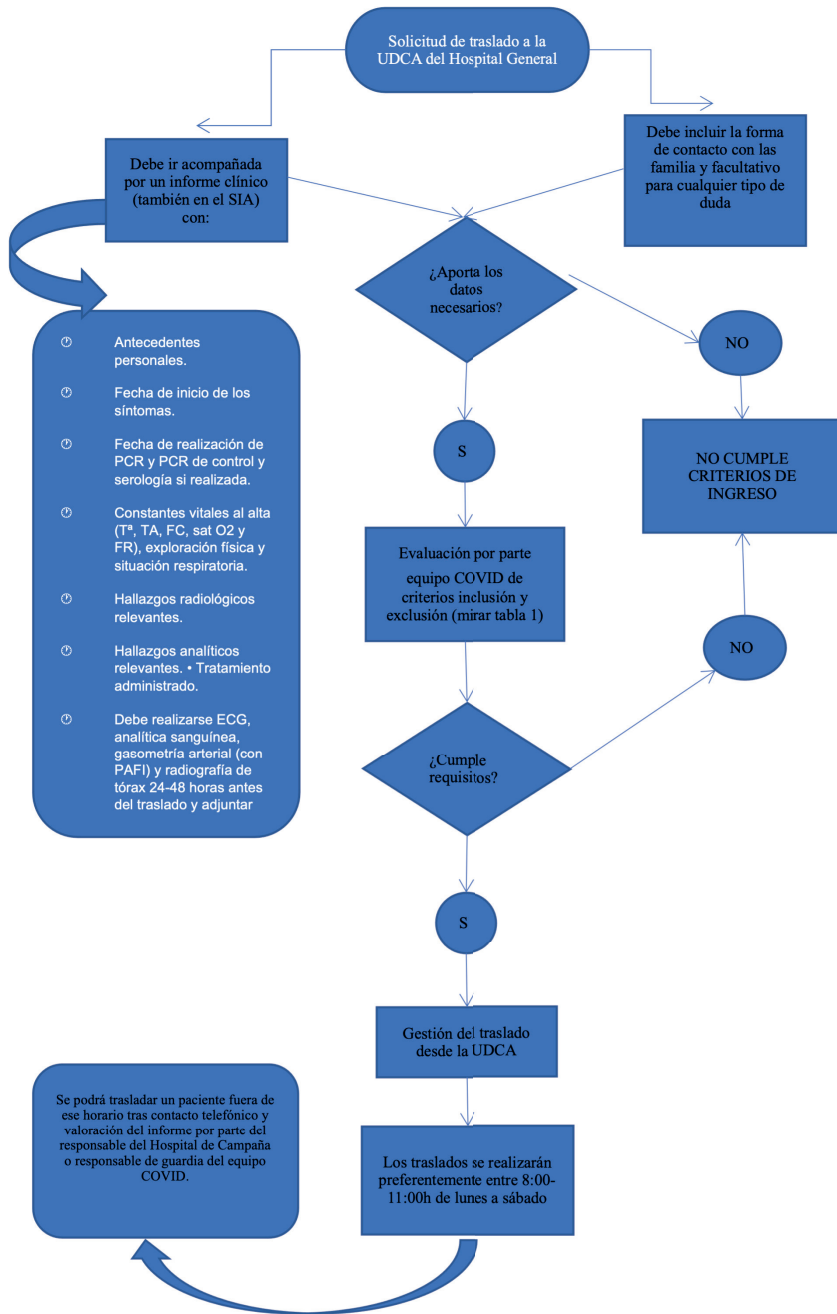 Solicitud de traslado a la
UDCA del Hospital General
Debe ir acompañada
por un informe clínico
(también en el SIA)
con:
Debe incluir la forma
de contacto con las
familia y facultativo
para cualquier tipo de
duda
¿Aporta los
datos
necesarios?
NO
Antecedentes
personales.
Fecha de inicio de los
síntomas.
Fecha de realización de
PCR y PCR de control y
serología si realizada.
Constantes vitales al alta
(Tª, TA, FC, sat O2 y
FR), exploración física y
situación respiratoria.
Hallazgos radiológicos
relevantes.
Hallazgos analíticos
relevantes. • Tratamiento
administrado.
Debe realizarse ECG,
analítica sanguínea,
gasometría arterial (con
PAFI) y radiografía de
tórax 24-48 horas antes
del traslado y adjuntar
S
NO CUMPLE
CRITERIOS DE
INGRESO
Evaluación por parte
equipo COVID de
criterios inclusión y
exclusión (mirar tabla 1)
NO
¿Cumple
requisitos?
S
Gestión del traslado
desde la UDCA
Los traslados se realizarán
preferentemente entre 8:00-
11:00h de lunes a sábado
Se podrá trasladar un paciente fuera de
ese horario tras contacto telefónico y
valoración del informe por parte del
responsable del Hospital de Campaña
o responsable de guardia del equipo
COVID.